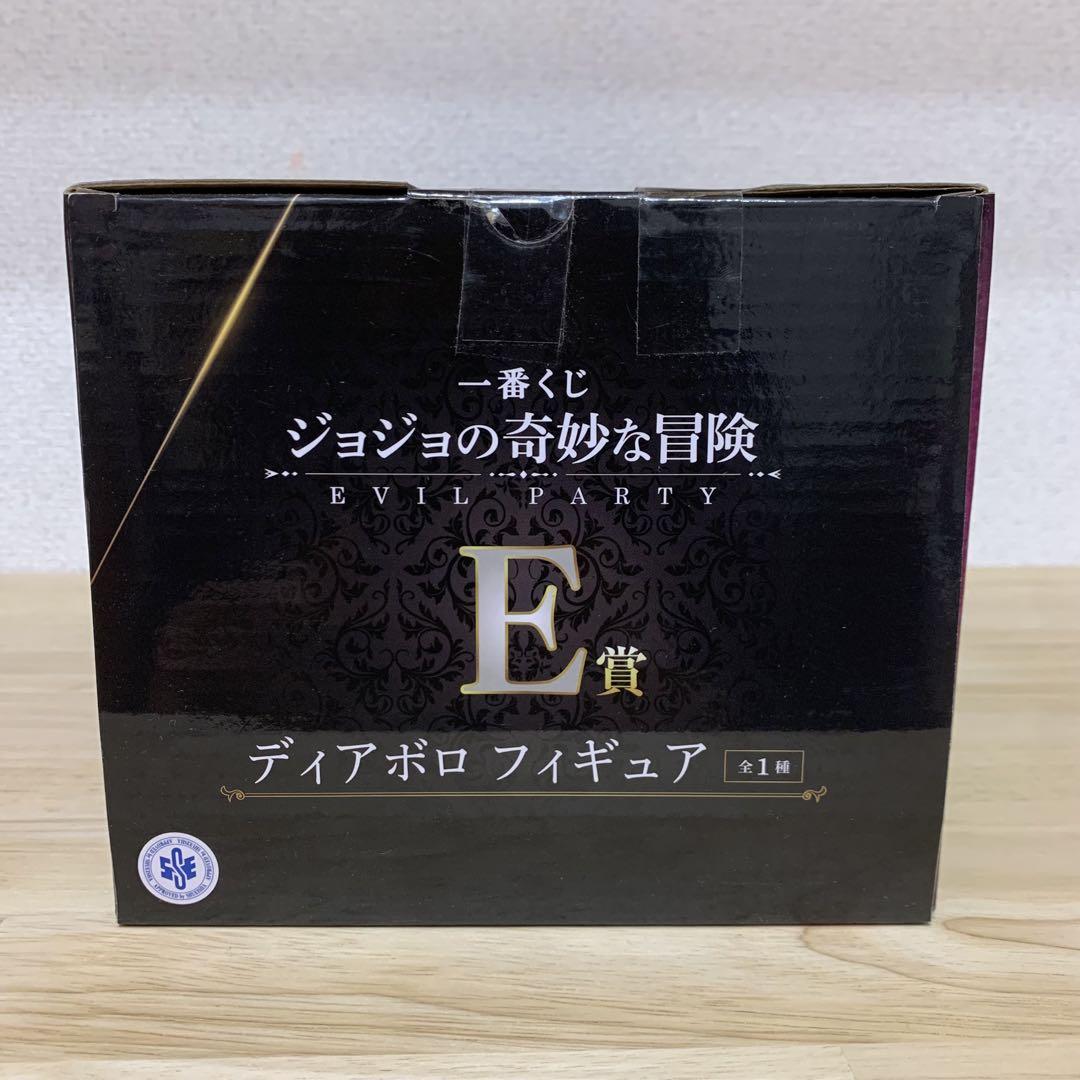 一番くじ
ジョジョの奇妙な冒険
EVIL PARTY
E賞
ディアボロ フィギュア 全1種